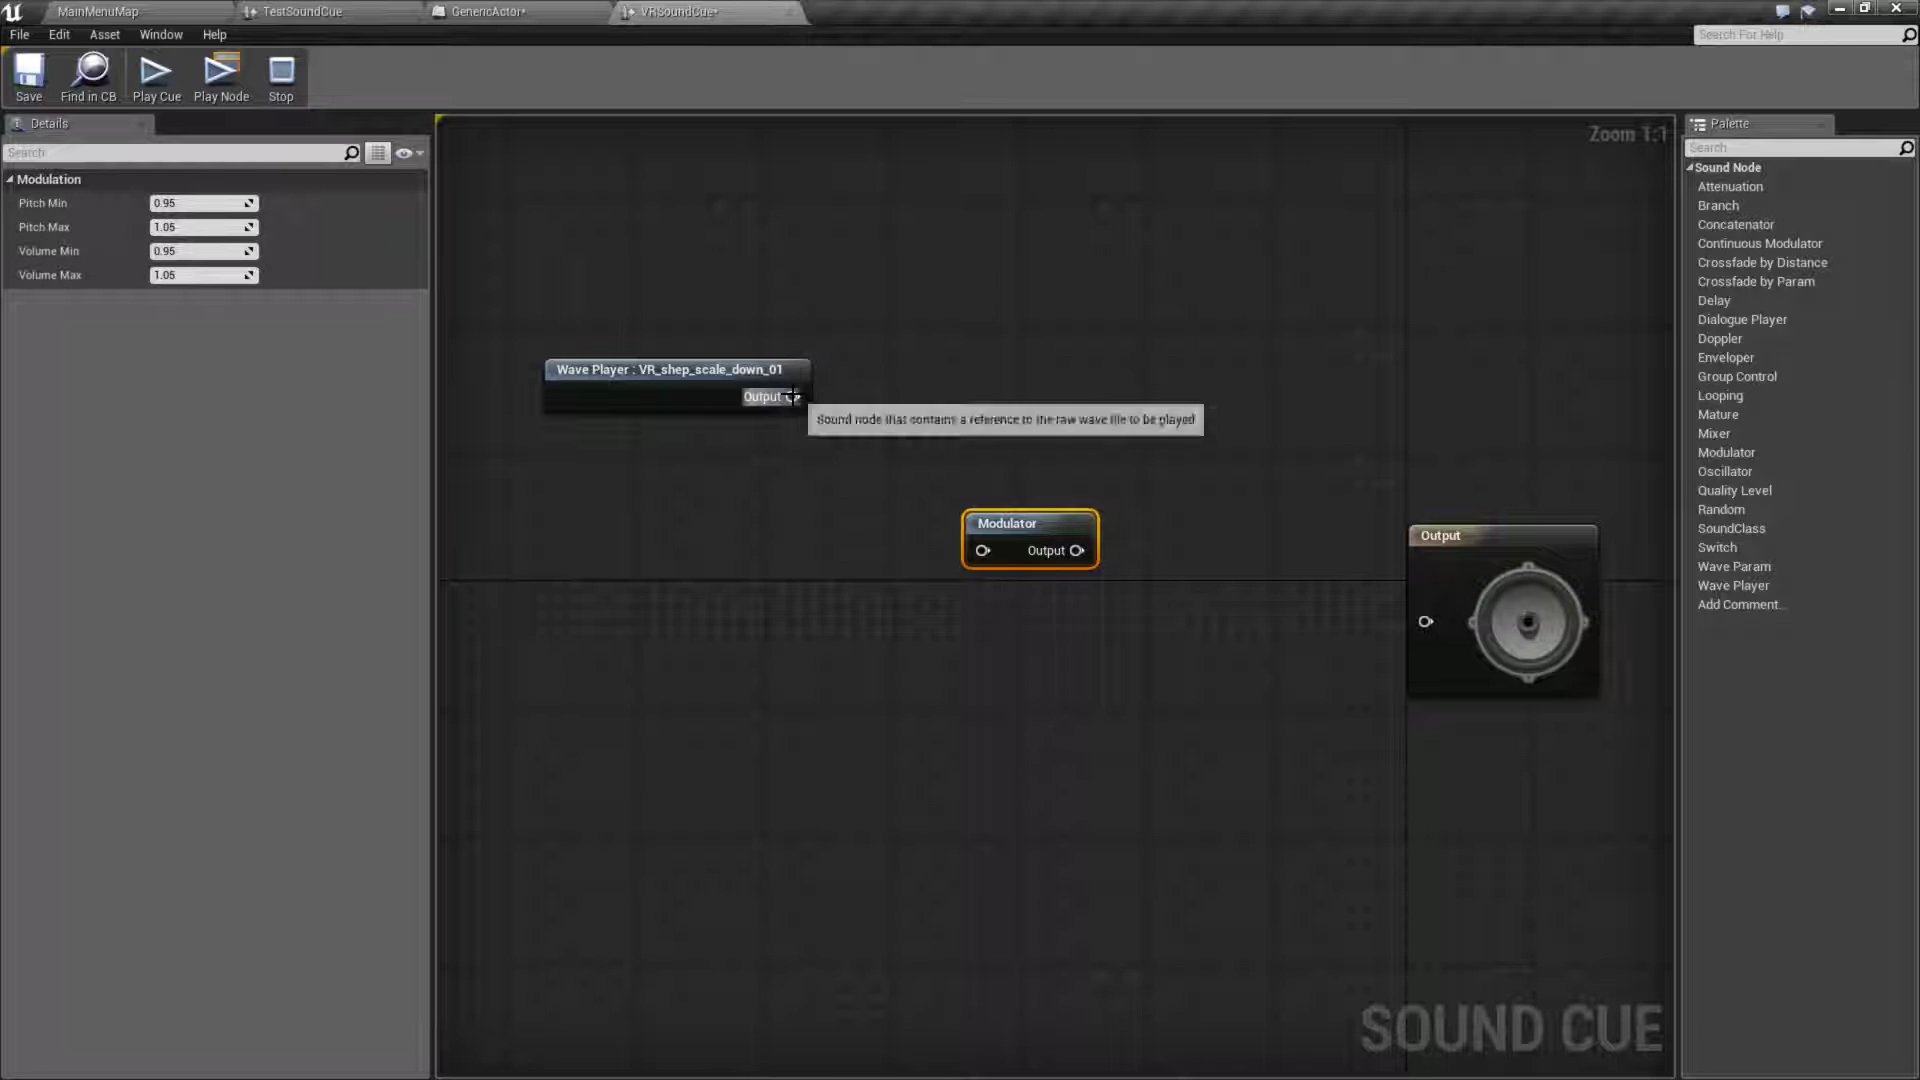 MainMenuMap
TestSoundCue
GenericActor*
VRSoundCue*
File
Edit
Asset
Window
Help
Search For Help
Save
Find in CB
Play Cue
Play Node
Stop
Details
Search
Modulation
Pitch Min
0.95
Pitch Max
1.05
Volume Min
0.95
Volume Max
1.05
Zoom 1:1
Wave Player : VR_shep_scale_down_01
Output
Sound node that contains a reference to the raw wave file to be played
Modulator
Output
Output
SOUND CUE
Palette
Search
Sound Node
Attenuation
Branch
Concatenator
Continuous Modulator
Crossfade by Distance
Crossfade by Param
Delay
Dialogue Player
Doppler
Enveloper
Group Control
Looping
Mature
Mixer
Modulator
Oscillator
Quality Level
Random
SoundClass
Switch
Wave Param
Wave Player
Add Comment...